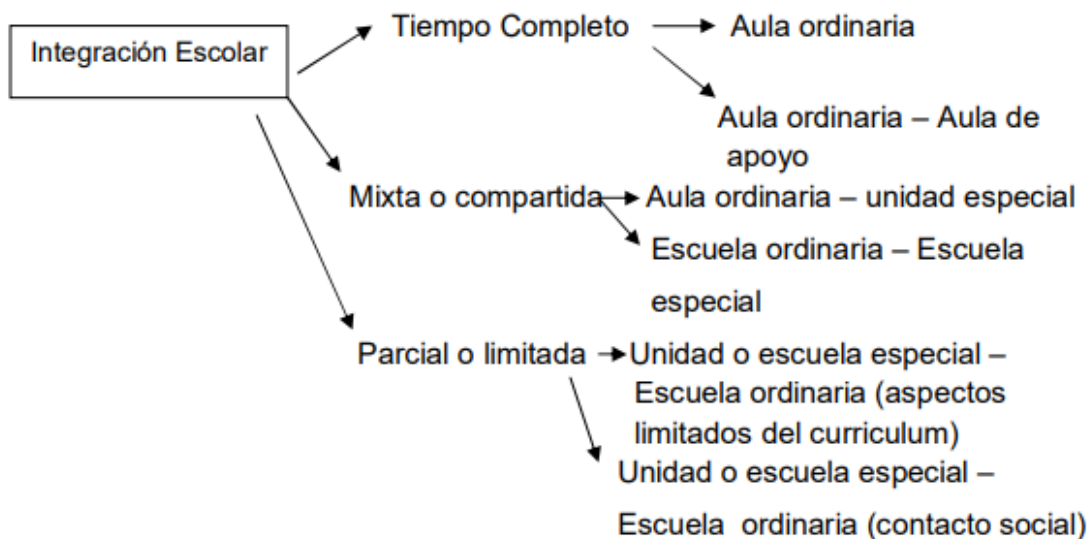 Integración Escolar
Tiempo Completo
Aula ordinaria
Aula ordinaria – Aula de
apoyo
Mixta o compartida
Aula ordinaria – unidad especial
Escuela ordinaria – Escuela
especial
Parcial o limitada
Unidad o escuela especial –
Escuela ordinaria (aspectos
limitados del curriculum)
Unidad o escuela especial –
Escuela ordinaria (contacto social)